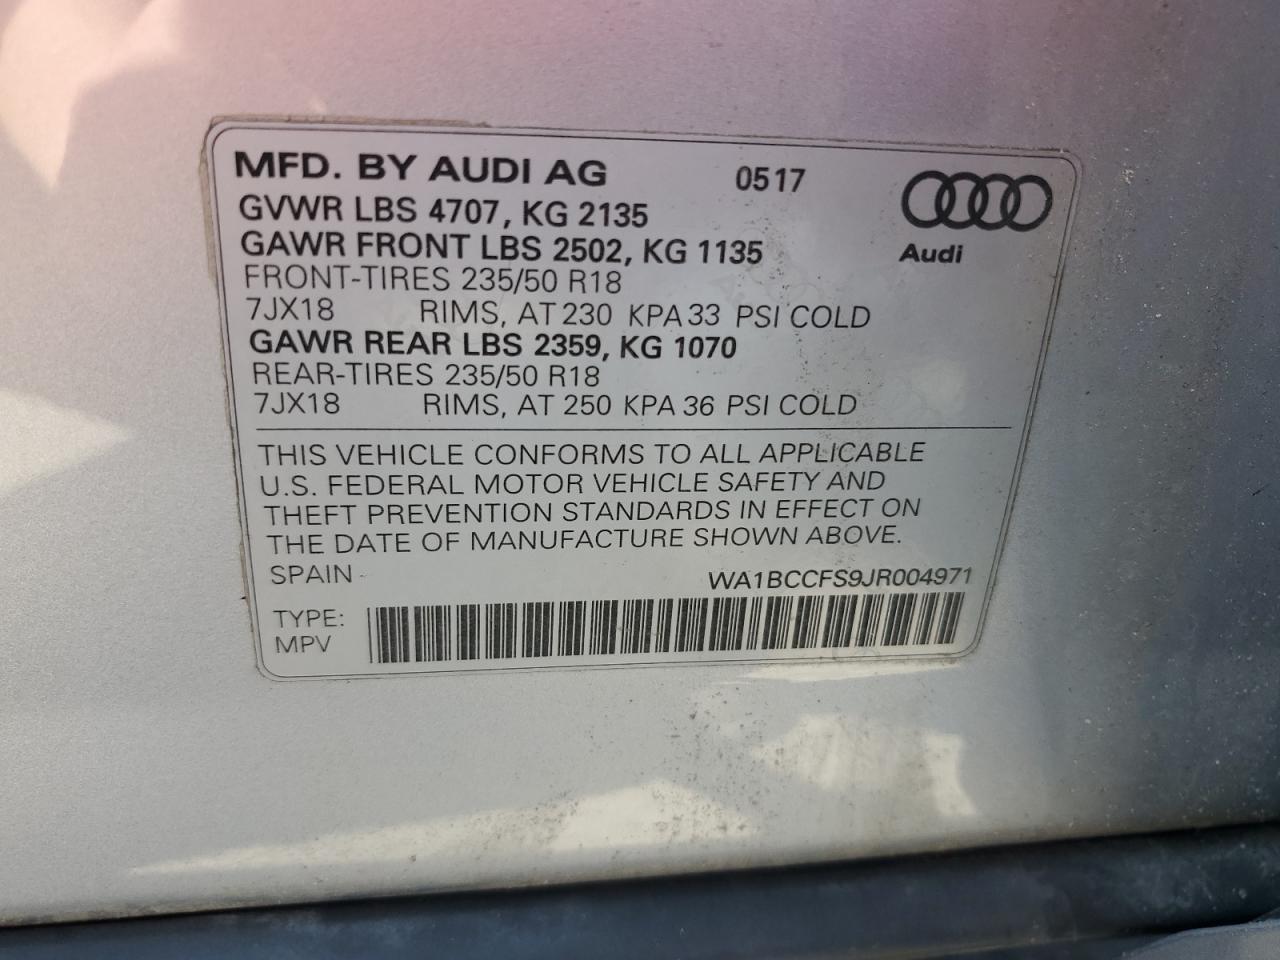 MFD. BY AUDI AG 0517
GVWR LBS 4707, KG 2135
GAWR FRONT LBS 2502, KG 1135
Audi
FRONT-TIRES 235/50 R18
7JX18 RIMS, AT 230 KPA 33 PSI COLD
GAWR REAR LBS 2359, KG 1070
REAR-TIRES 235/50 R18
7JX18 RIMS, AT 250 KPA 36 PSI COLD
THIS VEHICLE CONFORMS TO ALL APPLICABLE
U.S. FEDERAL MOTOR VEHICLE SAFETY AND
THEFT PREVENTION STANDARDS IN EFFECT ON
THE DATE OF MANUFACTURE SHOWN ABOVE.
SPAIN WA1BCCFS9JR004971
TYPE:
MPV